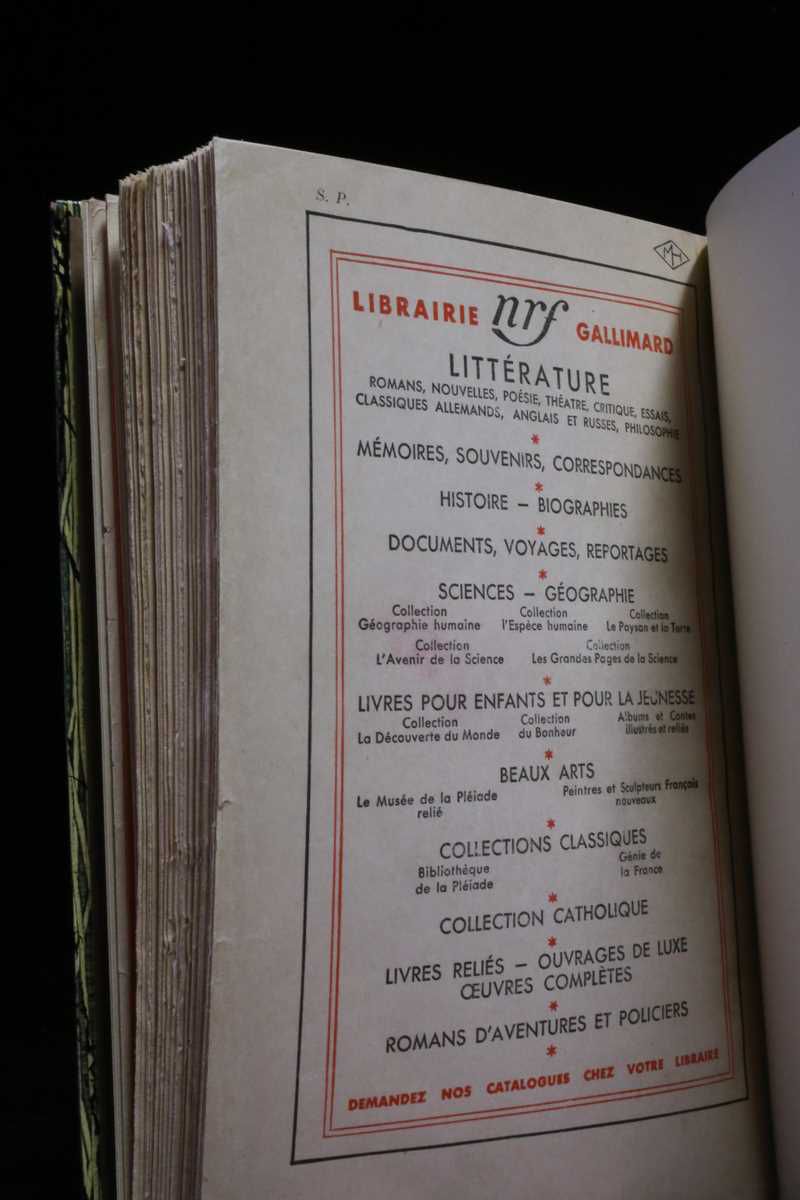 S. P.
MH
LIBRAIRIE nrf GALLIMARD
LITTÉRATURE
ROMANS, NOUVELLES, POÉSIE, THÉATRE, CRITIQUE, ESSAIS,
CLASSIQUES ALLEMANDS, ANGLAIS ET RUSSES, PHILOSOPHIE
*
MÉMOIRES, SOUVENIRS, CORRESPONDANCES
*
HISTOIRE – BIOGRAPHIES
*
DOCUMENTS, VOYAGES, REPORTAGES
*
SCIENCES – GÉOGRAPHIE
Collection Collection Collection
Géographie humaine l'Espèce humaine Le Paysan et la Terre
Collection Collection
L'Avenir de la Science Les Grandes Pages de la Science
*
LIVRES POUR ENFANTS ET POUR LA JEUNESSE
Collection Collection Albums et Contes
La Découverte du Monde du Bonheur illustrés et reliés
*
BEAUX ARTS
Le Musée de la Pléiade Peintres et Sculpteurs Français
relié nouveaux
*
COLLECTIONS CLASSIQUES
Bibliothèque Génie de
de la Pléiade la France
*
COLLECTION CATHOLIQUE
*
LIVRES RELIÉS – OUVRAGES DE LUXE
ŒUVRES COMPLÈTES
*
ROMANS D'AVENTURES ET POLICIERS
*
DEMANDEZ NOS CATALOGUES CHEZ VOTRE LIBRAIRE